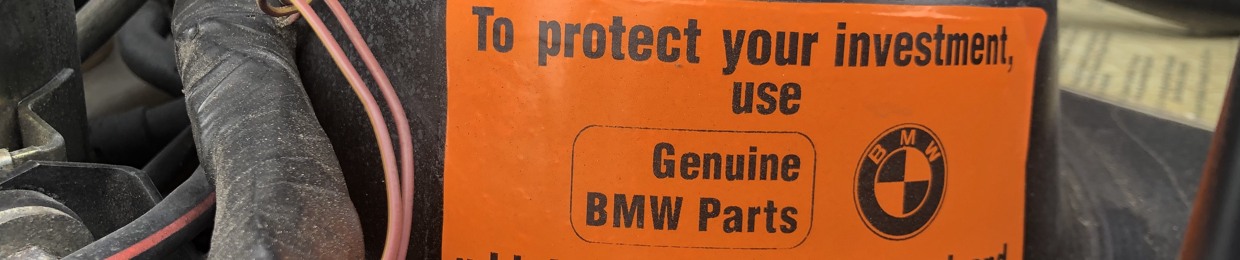 To protect your investment,
use
Genuine
BMW Parts
BMW